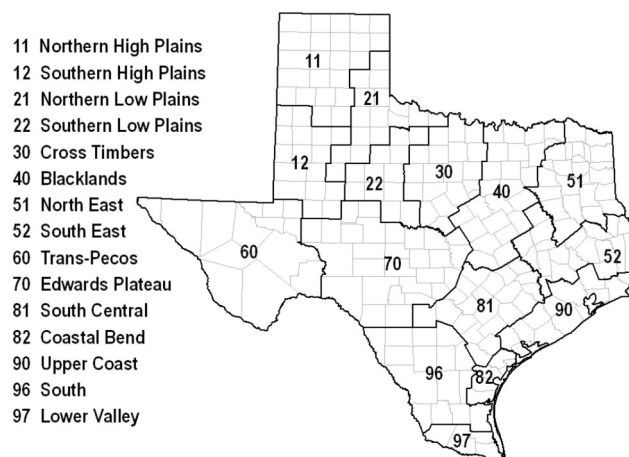 11 Northern High Plains
12 Southern High Plains
21 Northern Low Plains
22 Southern Low Plains
30 Cross Timbers
40 Blacklands
51 North East
52 South East
60 Trans-Pecos
70 Edwards Plateau
81 South Central
82 Coastal Bend
90 Upper Coast
96 South
97 Lower Valley
11
21
12
22
30
40
51
60
70
52
81
90
96
82
97